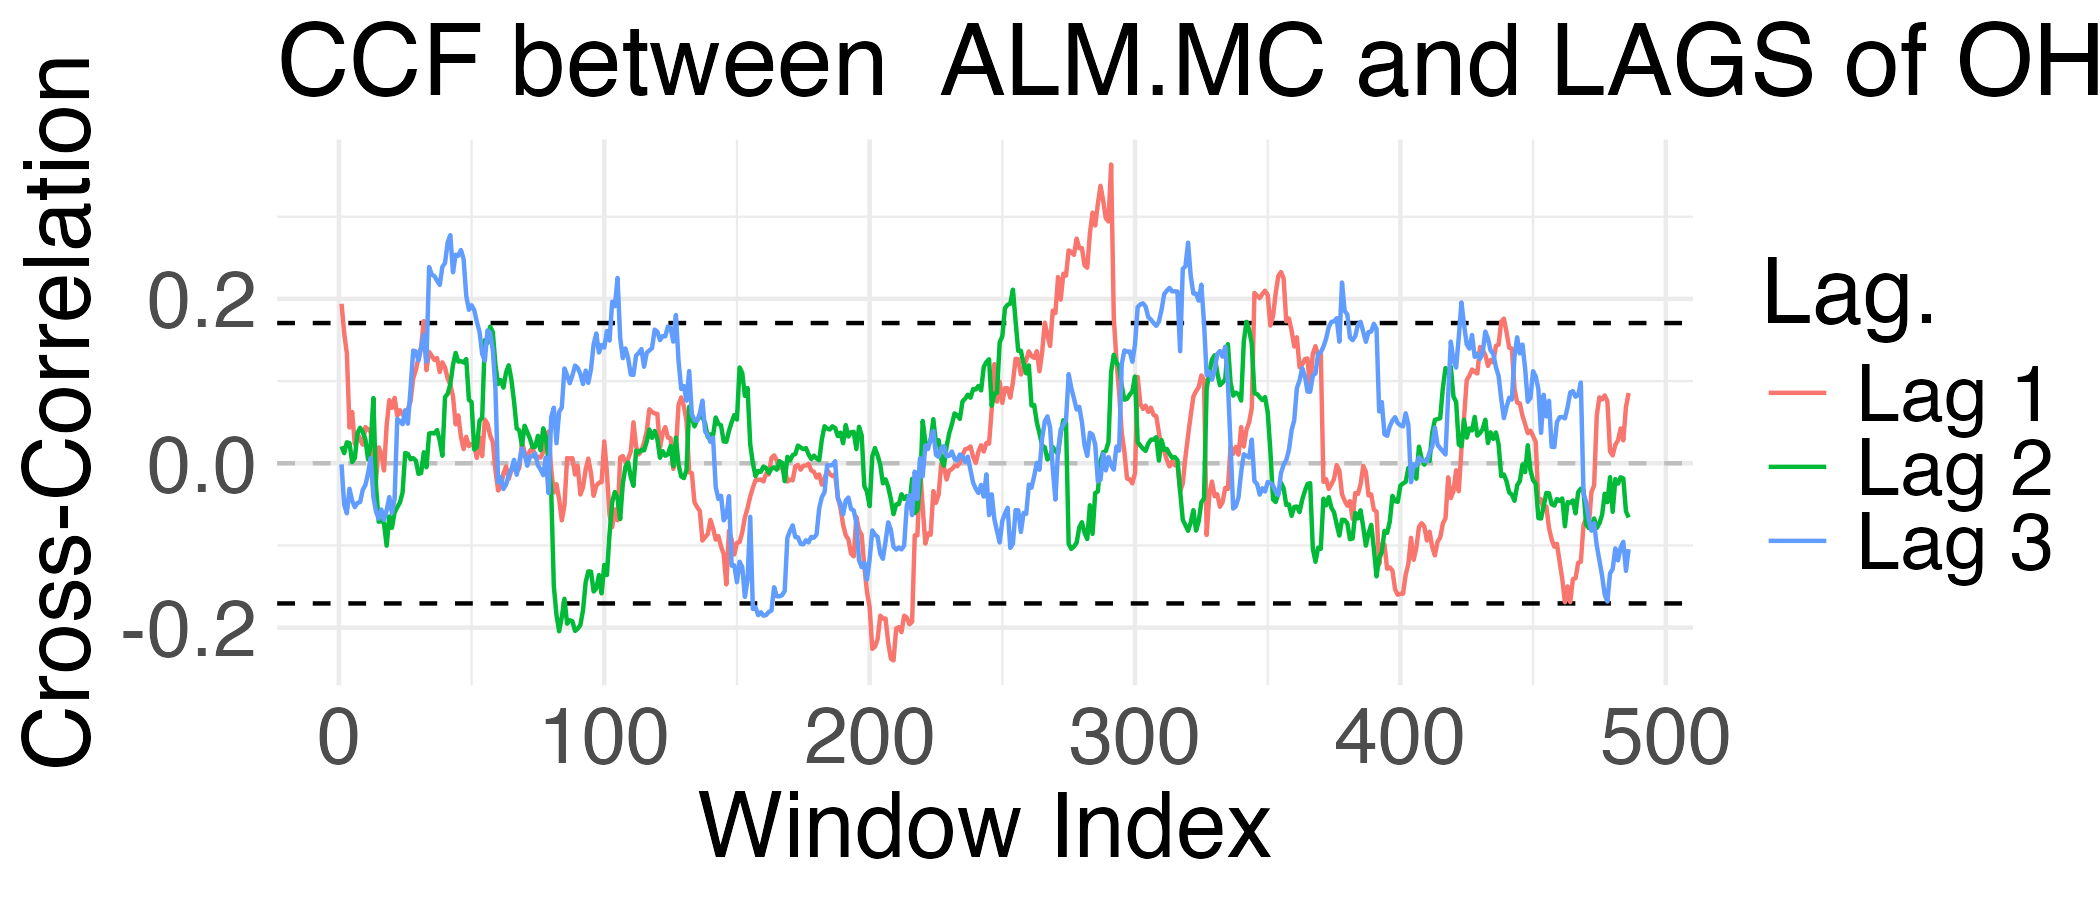 CCF between  ALM.MC and LAGS of OH
Cross-Correlation
0.2
0.0
-0.2
0
100
200
300
400
500
Window Index
Lag.
Lag 1
Lag 2
Lag 3